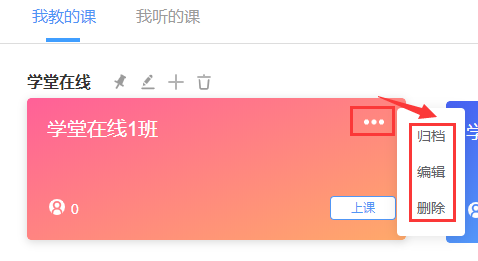 我教的课 我听的课
学堂在线
学堂在线1班
归档
编辑
0 上课 删除